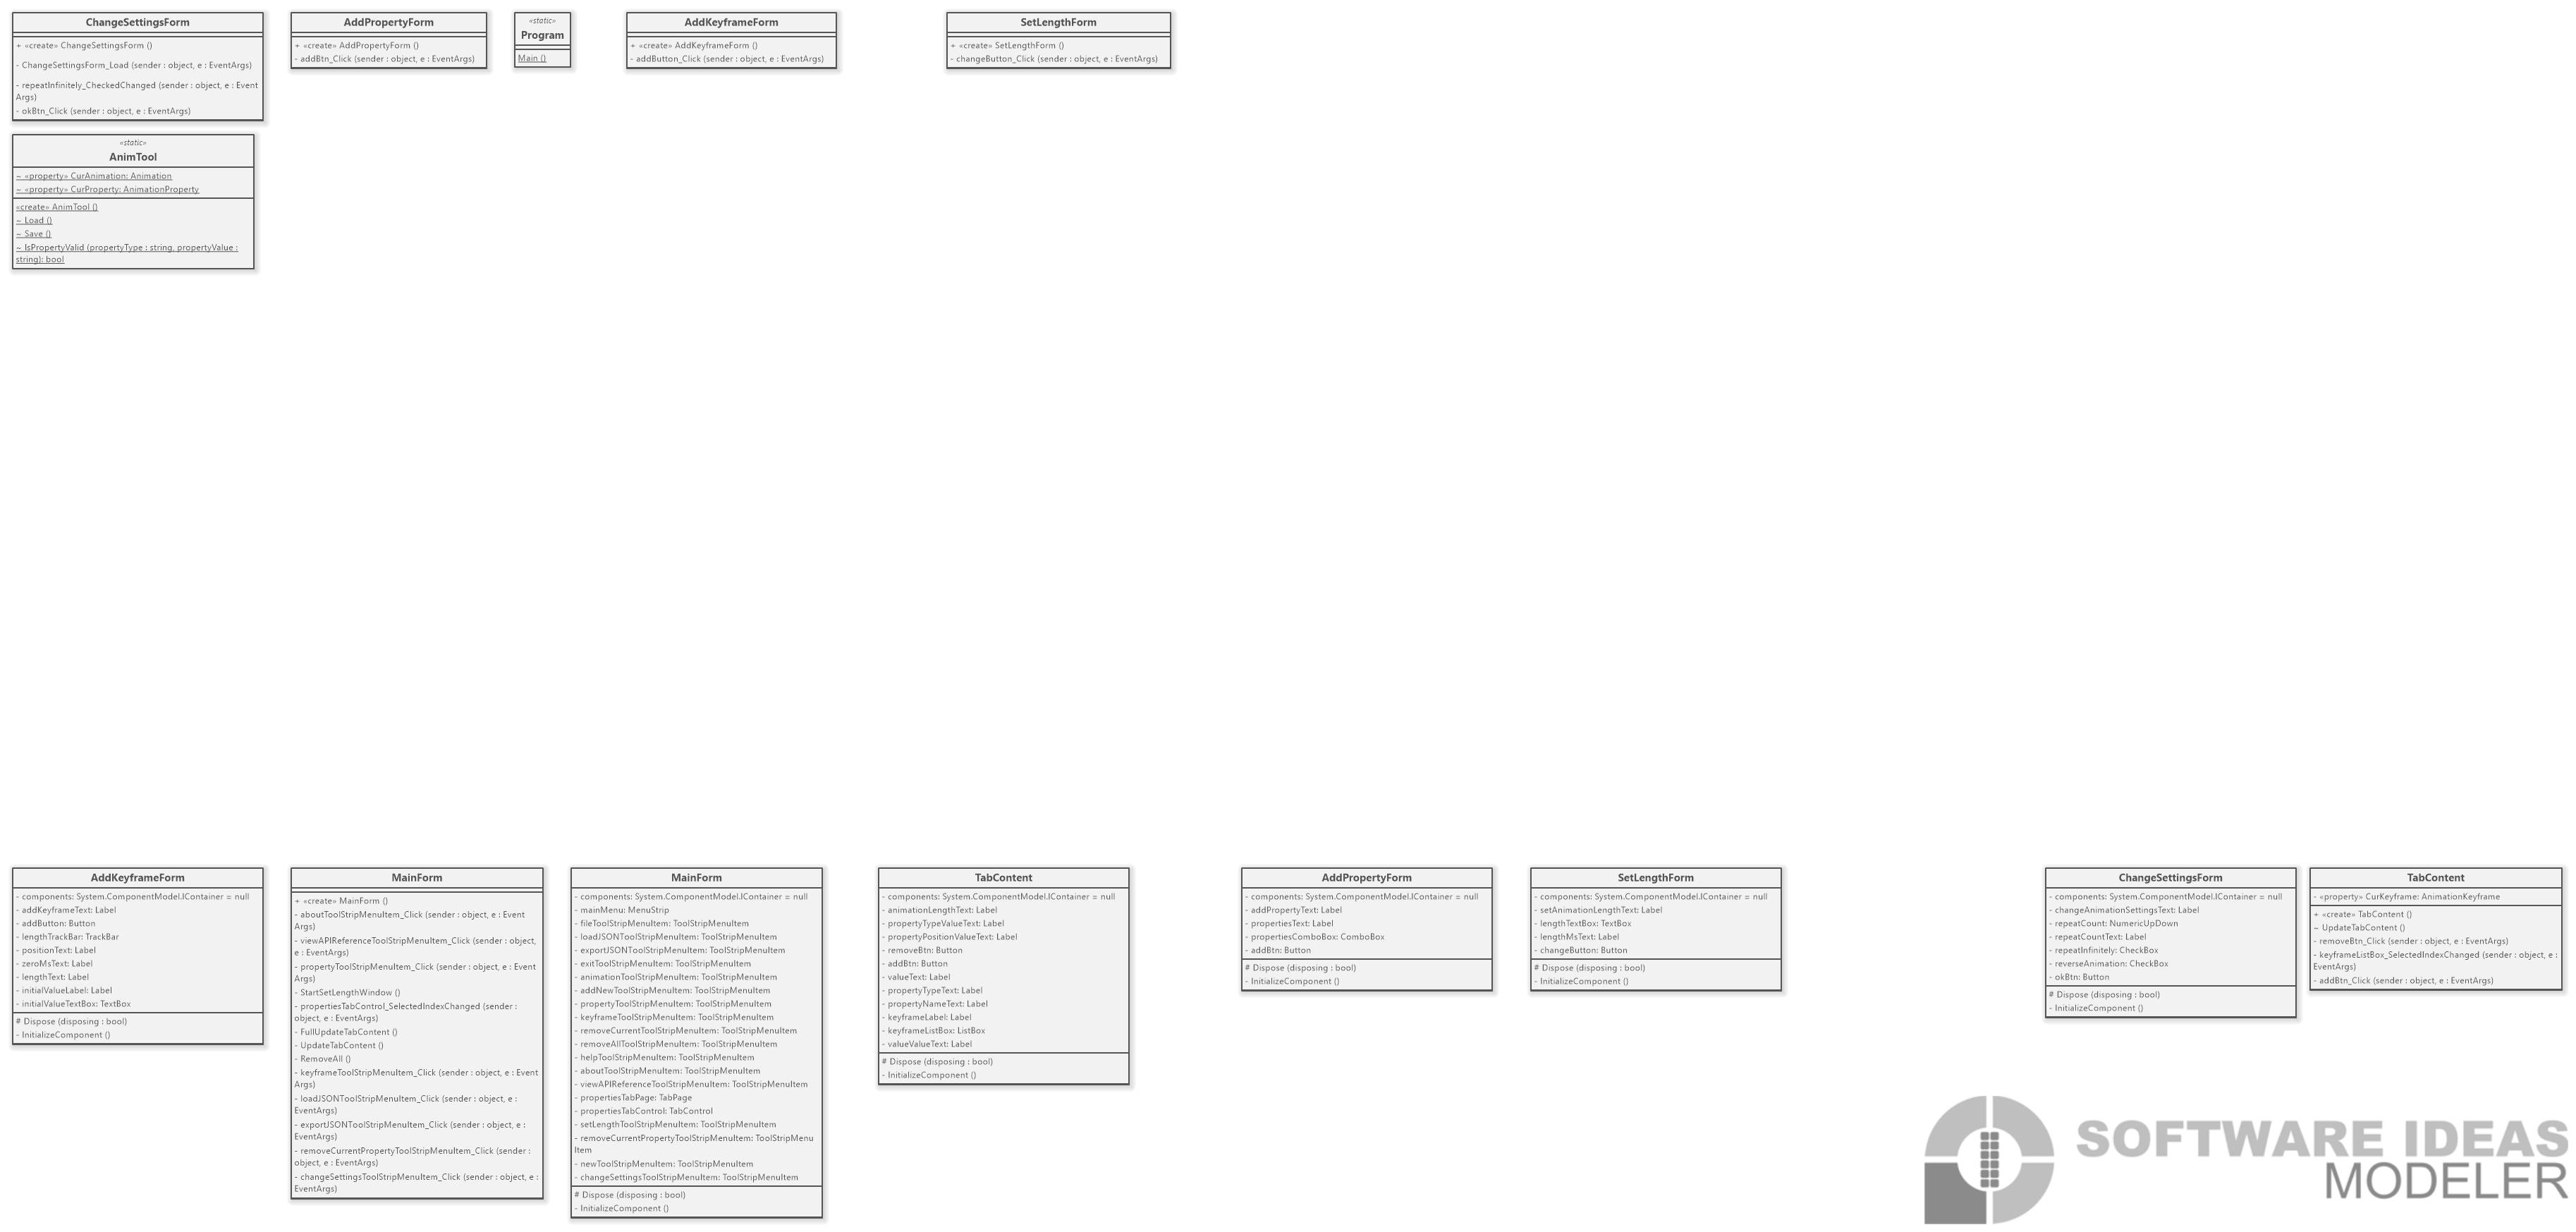 ChangeSettingsForm
+ «create» ChangeSettingsForm ()
- ChangeSettingsForm_Load (sender : object, e : EventArgs)
- repeatInfinitely_CheckedChanged (sender : object, e : Event
Args)
- okBtn_Click (sender : object, e : EventArgs)
AddPropertyForm
+ «create» AddPropertyForm ()
- addBtn_Click (sender : object, e : EventArgs)
«static»
Program
Main ()
AddKeyframeForm
+ «create» AddKeyframeForm ()
- addButton_Click (sender : object, e : EventArgs)
SetLengthForm
+ «create» SetLengthForm ()
- changeButton_Click (sender : object, e : EventArgs)
«static»
AnimTool
~ «property» CurAnimation: Animation
~ «property» CurProperty: AnimationProperty
«create» AnimTool ()
~ Load ()
~ Save ()
~ IsPropertyValid (propertyType : string, propertyValue :
string): bool
AddKeyframeForm
- components: System.ComponentModel.IContainer = null
- addKeyframeText: Label
- addButton: Button
- lengthTrackBar: TrackBar
- positionText: Label
- zeroMsText: Label
- lengthText: Label
- initialValueLabel: Label
- initialValueTextBox: TextBox
# Dispose (disposing : bool)
- InitializeComponent ()
MainForm
+ «create» MainForm ()
- aboutToolStripMenuItem_Click (sender : object, e : Event
Args)
- viewAPIReferenceToolStripMenuItem_Click (sender : object,
e : EventArgs)
- propertyToolStripMenuItem_Click (sender : object, e : Event
Args)
- StartSetLengthWindow ()
- propertiesTabControl_SelectedIndexChanged (sender :
object, e : EventArgs)
- FullUpdateTabContent ()
- UpdateTabContent ()
- RemoveAll ()
- keyframeToolStripMenuItem_Click (sender : object, e : Event
Args)
- loadJSONToolStripMenuItem_Click (sender : object, e :
EventArgs)
- exportJSONToolStripMenuItem_Click (sender : object, e :
EventArgs)
- removeCurrentPropertyToolStripMenuItem_Click (sender :
object, e : EventArgs)
- changeSettingsToolStripMenuItem_Click (sender : object, e :
EventArgs)
MainForm
- components: System.ComponentModel.IContainer = null
- mainMenu: MenuStrip
- fileToolStripMenuItem: ToolStripMenuItem
- loadJSONToolStripMenuItem: ToolStripMenuItem
- exportJSONToolStripMenuItem: ToolStripMenuItem
- exitToolStripMenuItem: ToolStripMenuItem
- animationToolStripMenuItem: ToolStripMenuItem
- addNewToolStripMenuItem: ToolStripMenuItem
- propertyToolStripMenuItem: ToolStripMenuItem
- keyframeToolStripMenuItem: ToolStripMenuItem
- removeCurrentToolStripMenuItem: ToolStripMenuItem
- removeAllToolStripMenuItem: ToolStripMenuItem
- helpToolStripMenuItem: ToolStripMenuItem
- aboutToolStripMenuItem: ToolStripMenuItem
- viewAPIReferenceToolStripMenuItem: ToolStripMenuItem
- propertiesTabPage: TabPage
- propertiesTabControl: TabControl
- setLengthToolStripMenuItem: ToolStripMenuItem
- removeCurrentPropertyToolStripMenuItem: ToolStripMenu
Item
- newToolStripMenuItem: ToolStripMenuItem
- changeSettingsToolStripMenuItem: ToolStripMenuItem
# Dispose (disposing : bool)
- InitializeComponent ()
TabContent
- components: System.ComponentModel.IContainer = null
- animationLengthText: Label
- propertyTypeValueText: Label
- propertyPositionValueText: Label
- removeBtn: Button
- addBtn: Button
- valueText: Label
- propertyTypeText: Label
- propertyNameText: Label
- keyframeLabel: Label
- keyframeListBox: ListBox
- valueValueText: Label
# Dispose (disposing : bool)
- InitializeComponent ()
AddPropertyForm
- components: System.ComponentModel.IContainer = null
- addPropertyText: Label
- propertiesText: Label
- propertiesComboBox: ComboBox
- addBtn: Button
# Dispose (disposing : bool)
- InitializeComponent ()
SetLengthForm
- components: System.ComponentModel.IContainer = null
- setAnimationLengthText: Label
- lengthTextBox: TextBox
- lengthMsText: Label
- changeButton: Button
# Dispose (disposing : bool)
- InitializeComponent ()
ChangeSettingsForm
- components: System.ComponentModel.IContainer = null
- changeAnimationSettingsText: Label
- repeatCount: NumericUpDown
- repeatCountText: Label
- repeatInfinitely: CheckBox
- reverseAnimation: CheckBox
- okBtn: Button
# Dispose (disposing : bool)
- InitializeComponent ()
TabContent
- «property» CurKeyframe: AnimationKeyframe
+ «create» TabContent ()
~ UpdateTabContent ()
- removeBtn_Click (sender : object, e : EventArgs)
- keyframeListBox_SelectedIndexChanged (sender : object, e :
EventArgs)
- addBtn_Click (sender : object, e : EventArgs)
SOFTWARE IDEAS
MODELER